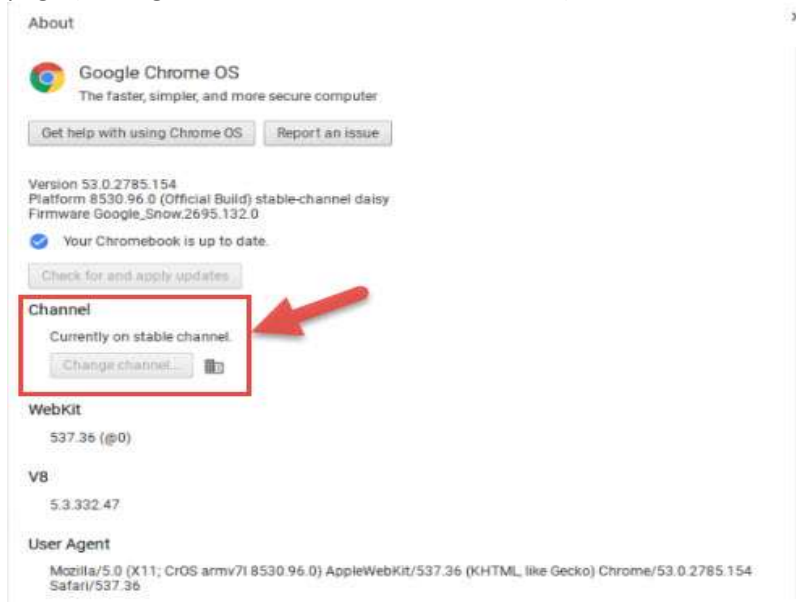 About
Google Chrome OS
The faster, simpler, and more secure computer
Get help with using Chrome OS
Report an issue
Version 53.0.2785.154
Platform 8530.96.0 (Official Build) stable-channel daisy
Firmware Google_Snow.2695.132.0
Your Chromebook is up to date.
Check for and apply updates
Channel
Currently on stable channel.
Change channel...
WebKit
537.36 (@0)
V8
5.3.332.47
User Agent
Mozilla/5.0 (X11; CrOS armv7l 8530.96.0) AppleWebKit/537.36 (KHTML, like Gecko) Chrome/53.0.2785.154
Safari/537.36